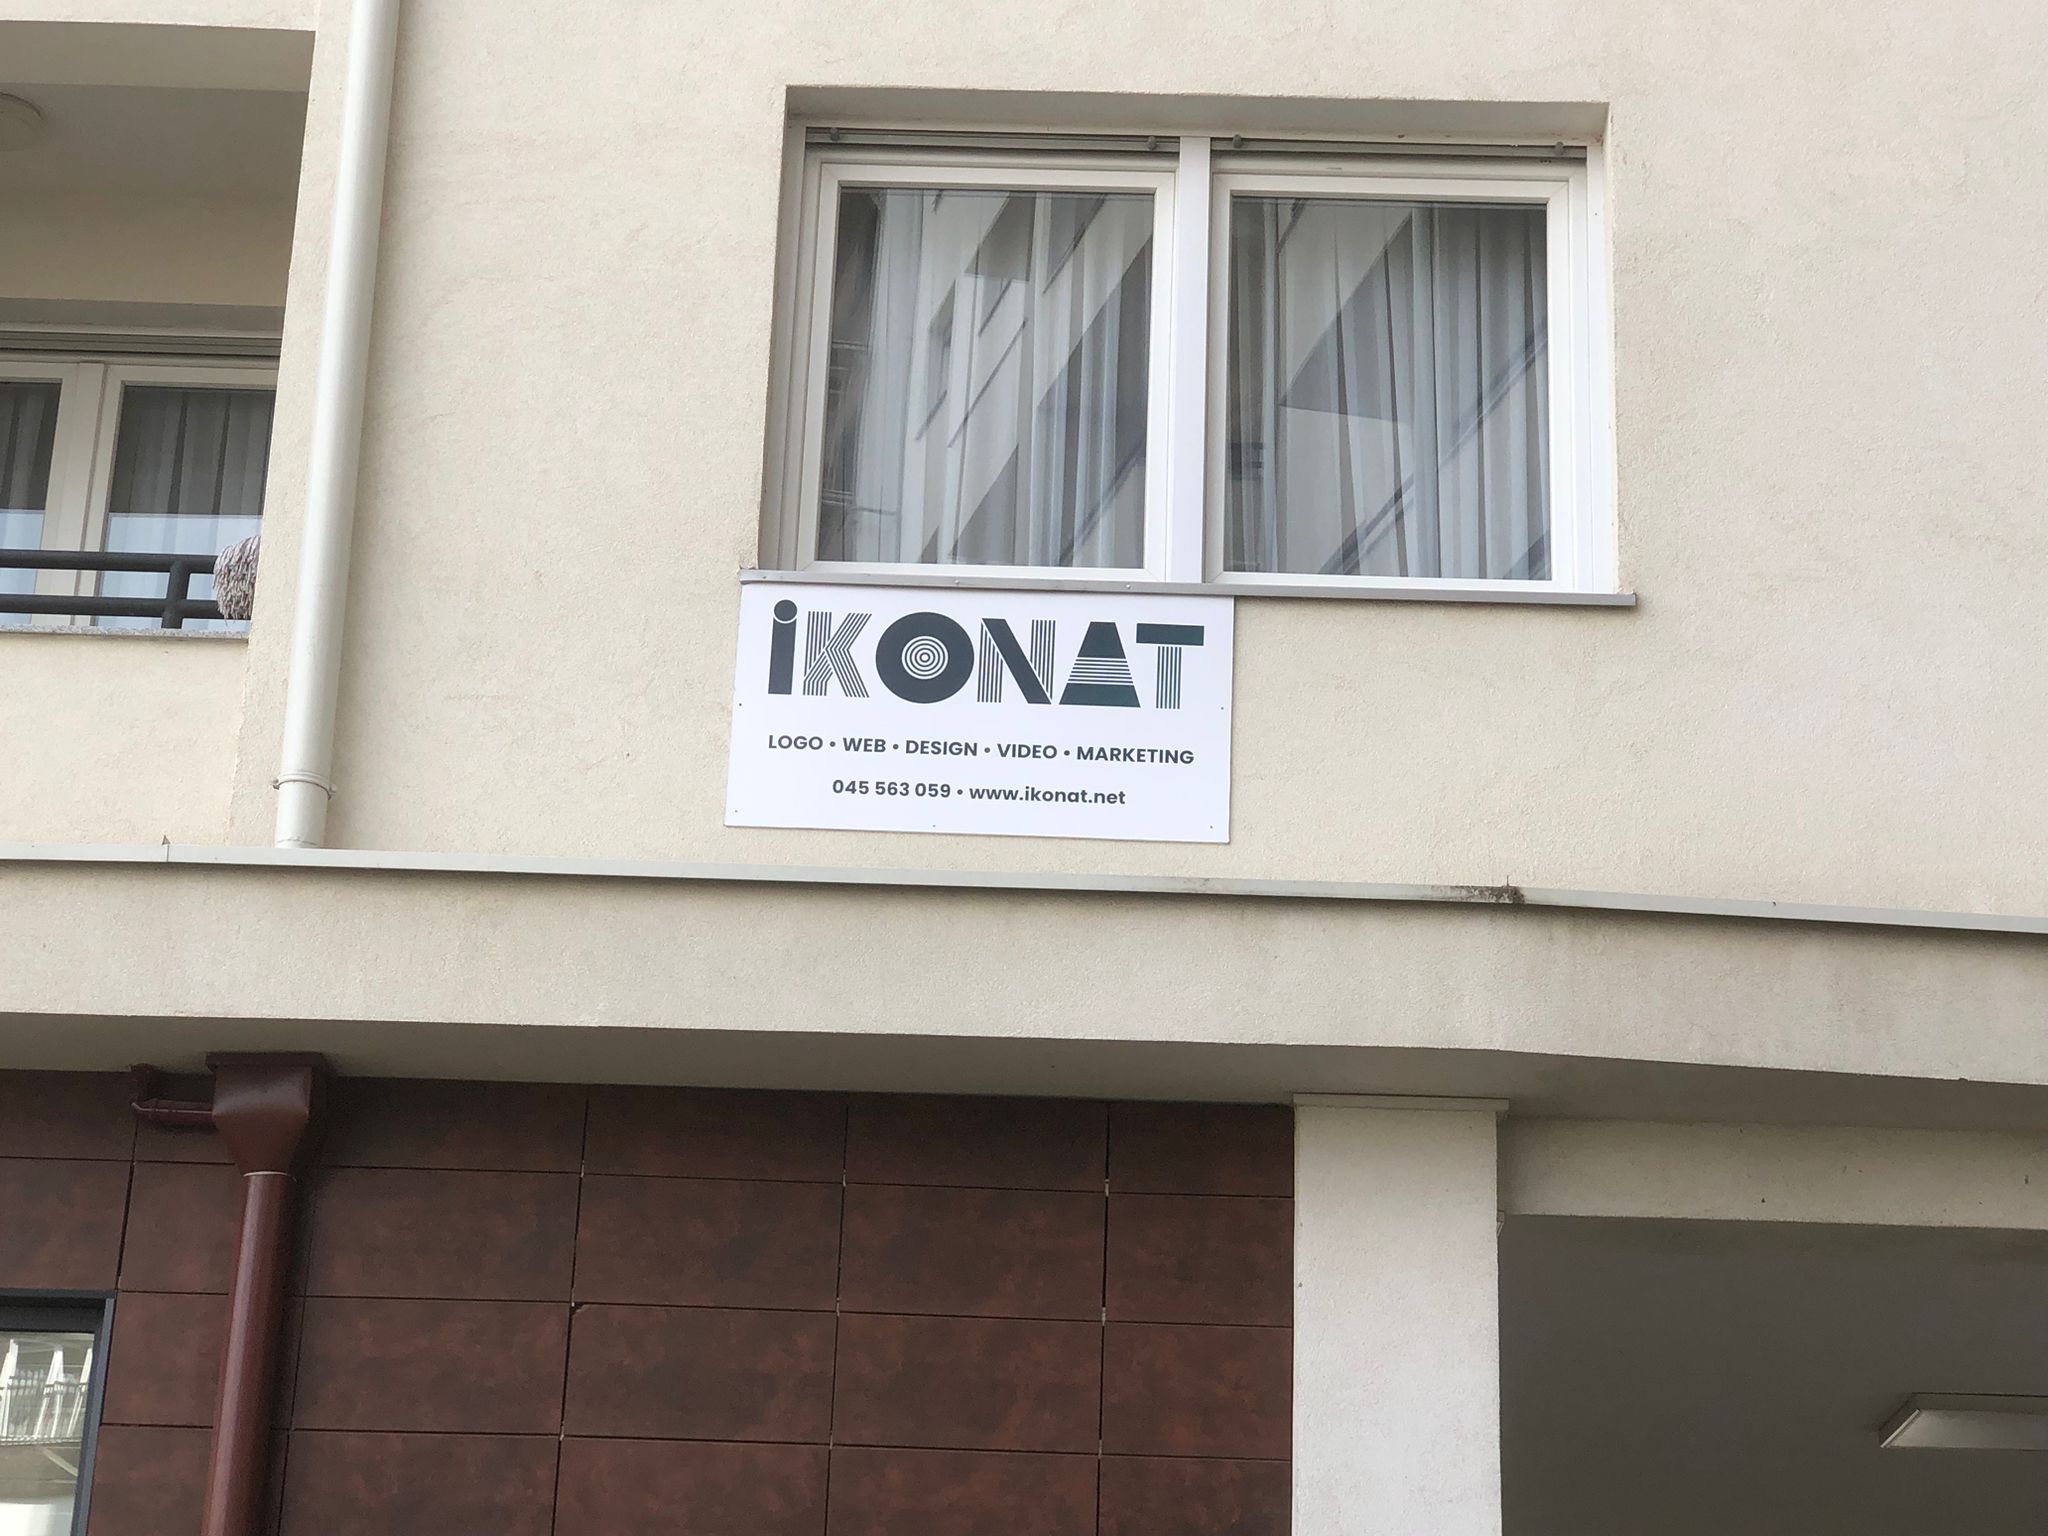 iKONAT
LOGO • WEB • DESIGN • VIDEO • MARKETING
045 563 059 • www.ikonat.net